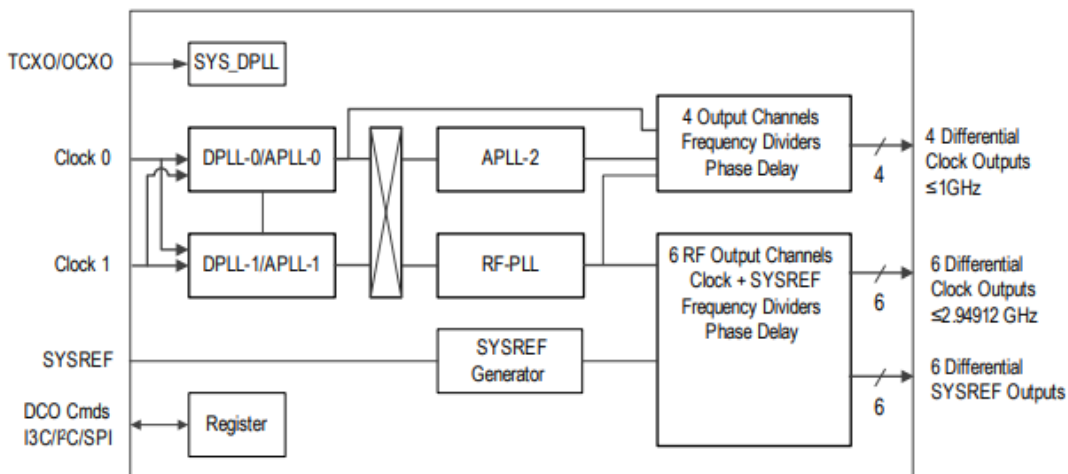 TCXO/OCXO
SYS_DPLL
Clock 0
DPLL-0/APLL-0
APLL-2
4 Output Channels
Frequency Dividers
Phase Delay
4
4 Differential
Clock Outputs
≤1GHz
Clock 1
DPLL-1/APLL-1
RF-PLL
6 RF Output Channels
Clock + SYSREF
Frequency Dividers
Phase Delay
6
6 Differential
Clock Outputs
≤2.94912 GHz
SYSREF
SYSREF
Generator
6
6 Differential
SYSREF Outputs
DCO Cmds
I3C/I²C/SPI
Register